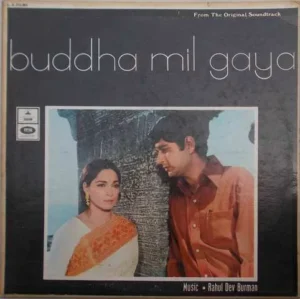 From The Original Soundtrack
buddha mil gaya
Music • Rahul Dev Burman